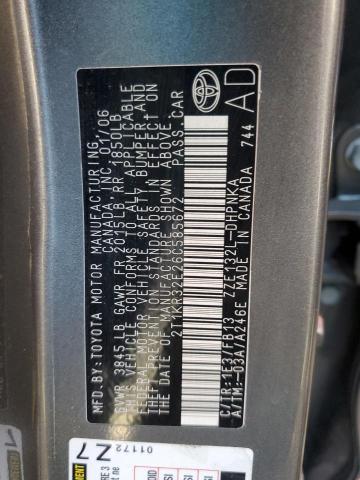 MFD.BY:TOYOTA MOTOR MANUFACTURING,
CANADA, INC. 01/06
GVWR 3845LB GAWR FR 2015LB RR 1850LB
THIS VEHICLE CONFORMS TO ALL APPLICABLE
FEDERAL MOTOR VEHICLE SAFETY, BUMPER, AND
THEFT PREVENTION STANDARDS IN EFFECT ON
THE DATE OF MANUFACTURE SHOWN ABOVE.
2T1KR32E26C585672 PASS. CAR
C/TR: 1E3/FB13 ZZE132L-DHPNKA
A/TM: -03A/A246E MADE IN CANADA 744
AD
01172
Z7